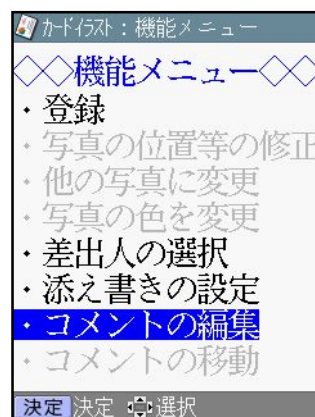 カードイラスト：機能メニュー
◇◇機能メニュー◇◇
・登録
・写真の位置等の修正
・他の写真に変更
・写真の色を変更
・差出人の選択
・添え書きの設定
・コメントの編集
・コメントの移動
決定 決定 選択